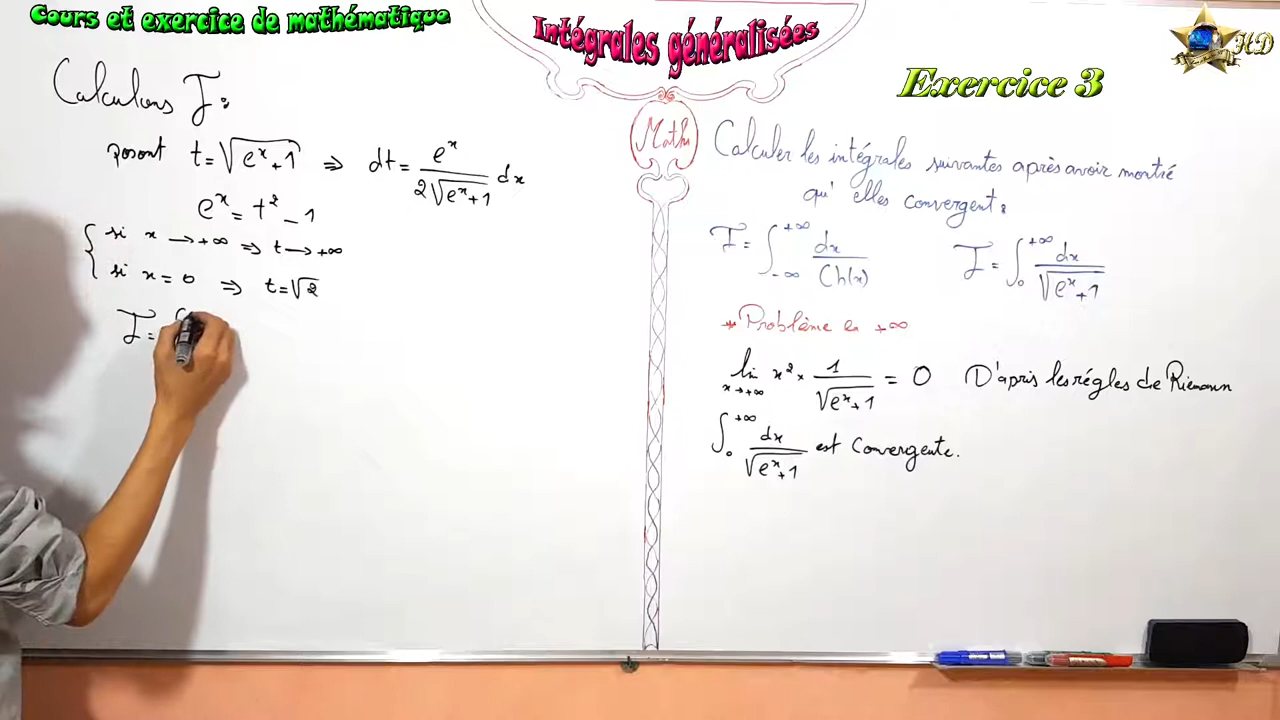 Cours et exercice de mathématique
Intégrales généralisées
HD
Exercice 3
Calculons J :
posont t = √(eˣ+1) ⇒ dt = eˣ / (2√(eˣ+1)) dx
eˣ = t² - 1
{ si x → +∞ ⇒ t → +∞
si x = 0 ⇒ t = √2
J =
Maths
Calculer les intégrales suivantes après avoir montré
qu'elles convergent :
I = ∫_{-∞}^{+∞} dx / Ch(x)   J = ∫_0^{+∞} dx / √(eˣ+1)
* Problème en +∞
lim_{x→+∞} x² × 1 / √(eˣ+1) = 0 D'après les régles de Riemann
∫_0^{+∞} dx / √(eˣ+1) est Convergente.